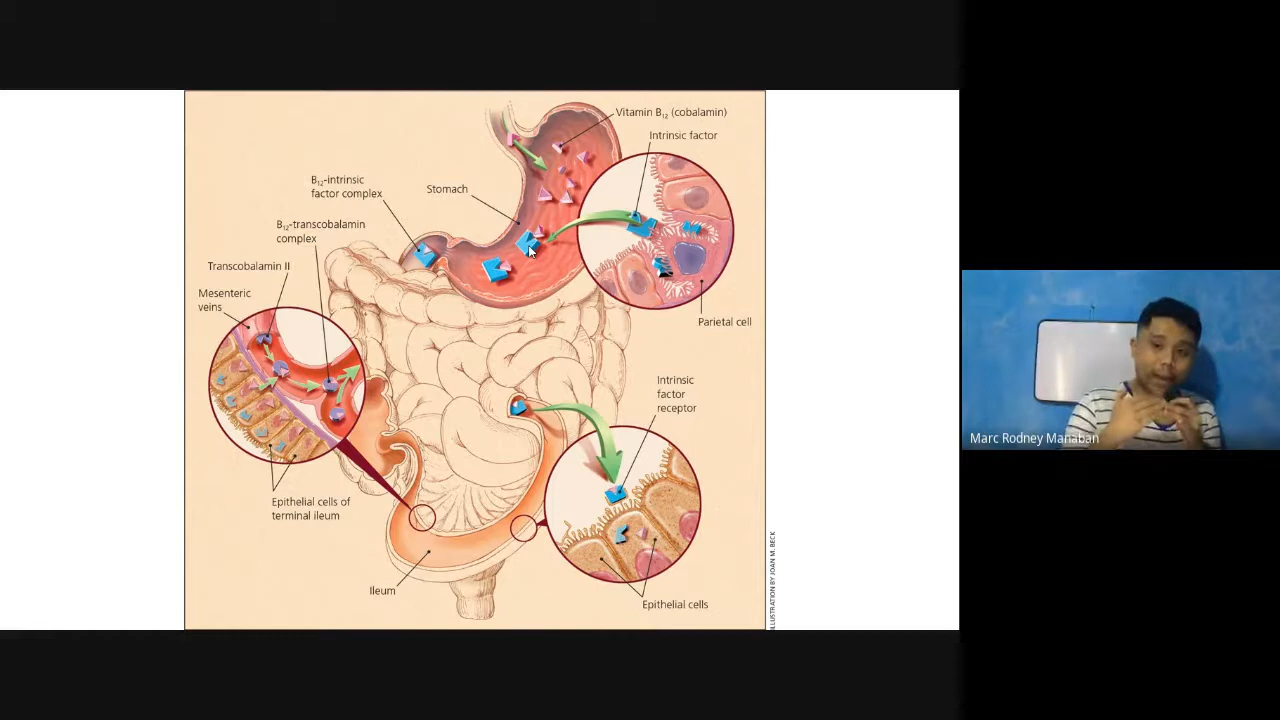 Vitamin B₁₂ (cobalamin)
Intrinsic factor
B₁₂-intrinsic
factor complex
Stomach
B₁₂-transcobalamin
complex
Transcobalamin II
Mesenteric
veins
Parietal cell
Intrinsic
factor
receptor
Epithelial cells of
terminal ileum
Ileum
Epithelial cells
ILLUSTRATION BY JOAN M. BECK
Marc Rodney Manaban